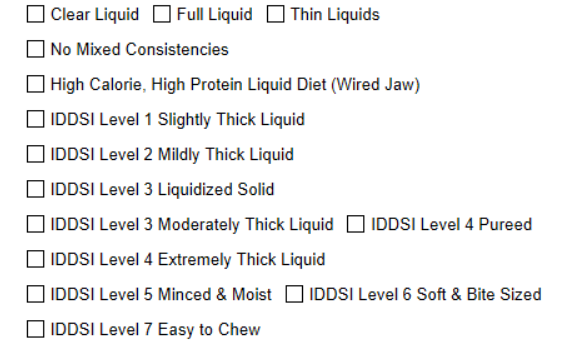 Clear Liquid Full Liquid Thin Liquids
No Mixed Consistencies
High Calorie, High Protein Liquid Diet (Wired Jaw)
IDDSI Level 1 Slightly Thick Liquid
IDDSI Level 2 Mildly Thick Liquid
IDDSI Level 3 Liquidized Solid
IDDSI Level 3 Moderately Thick Liquid IDDSI Level 4 Pureed
IDDSI Level 4 Extremely Thick Liquid
IDDSI Level 5 Minced & Moist IDDSI Level 6 Soft & Bite Sized
IDDSI Level 7 Easy to Chew